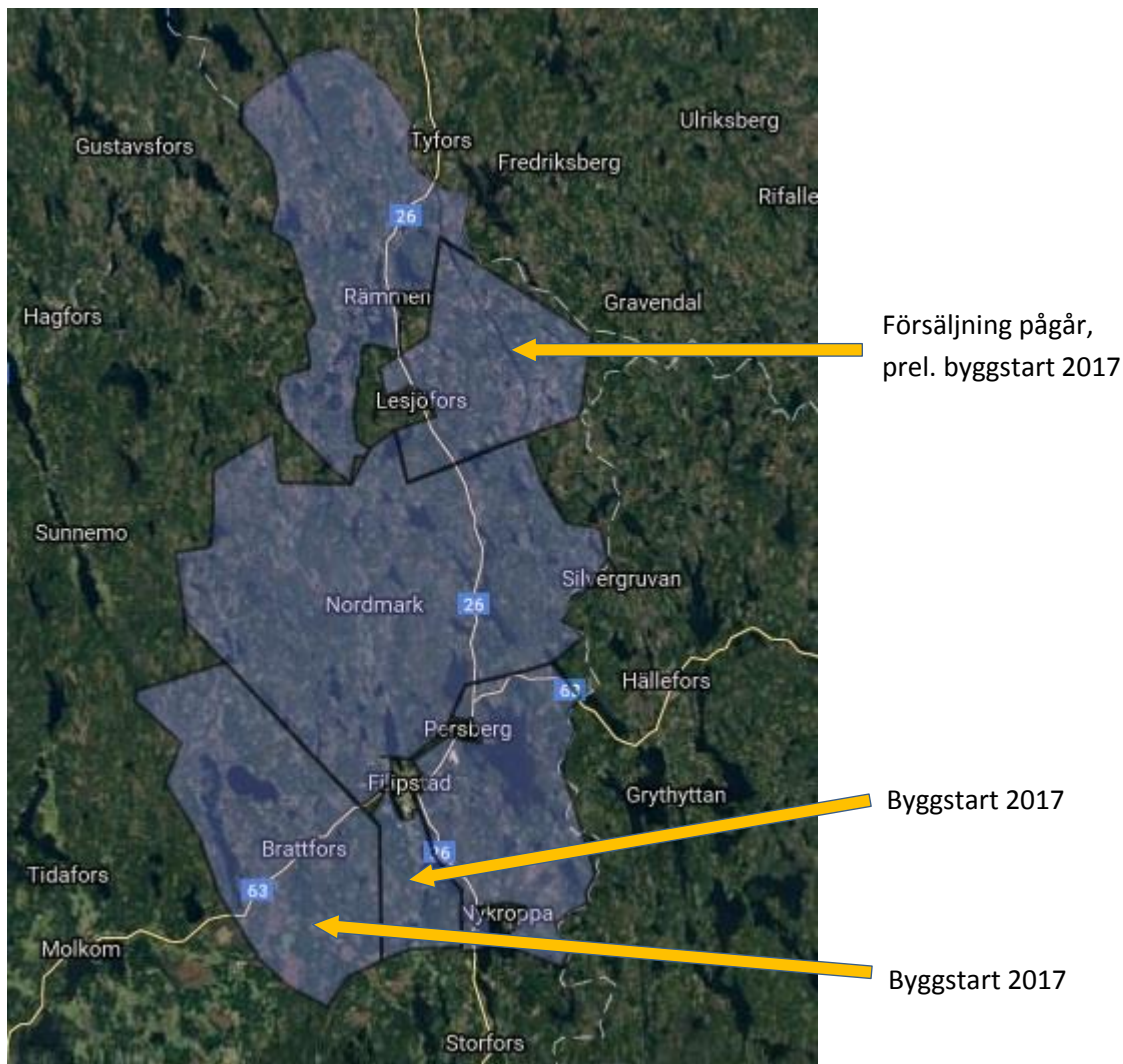 Ulriksberg
Gustavsfors
Tyfors
Fredriksberg
Rifalle
26
Rämmen
Gravendal
Hagfors
Försäljning pågår,
prel. byggstart 2017
Lesjöfors
Sunnemo
Silvergruvan
Nordmark
26
Hällefors
63
Persberg
Filipstad
Grythyttan
Byggstart 2017
Brattfors
26
Tidafors
63
Nykroppa
Molkom
Byggstart 2017
Storfors